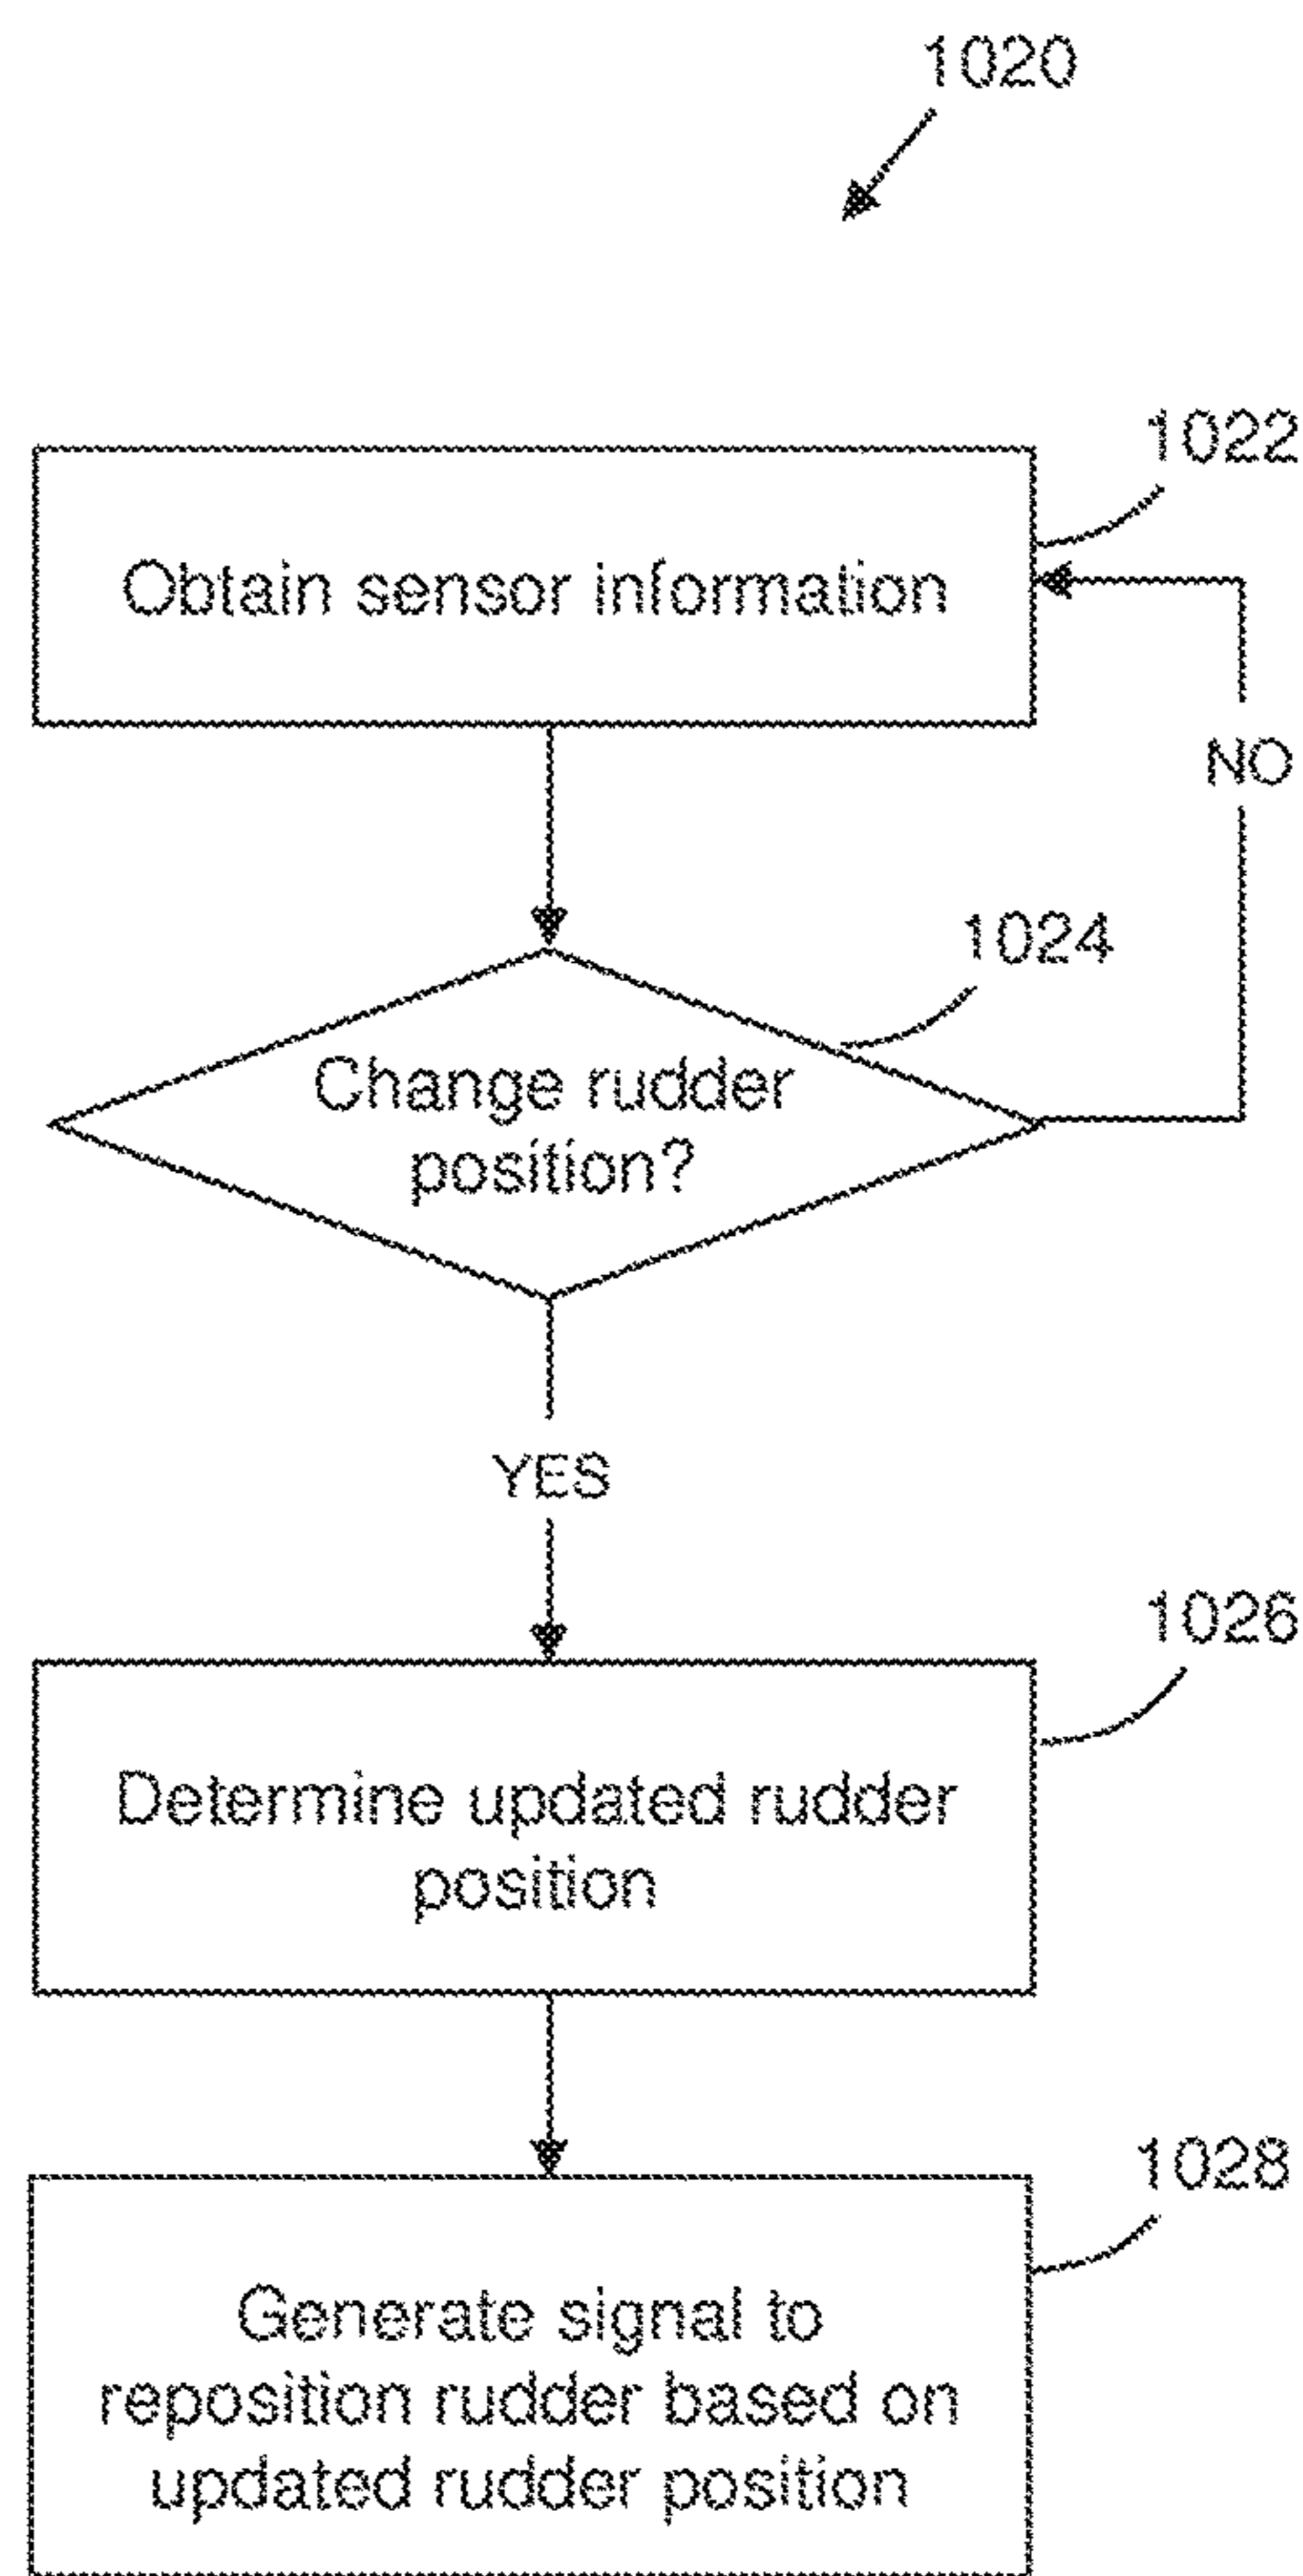 1020
1022
Obtain sensor information
NO
1024
Change rudder
position?
YES
1026
Determine updated rudder
position
1028
Generate signal to
reposition rudder based on
updated rudder position